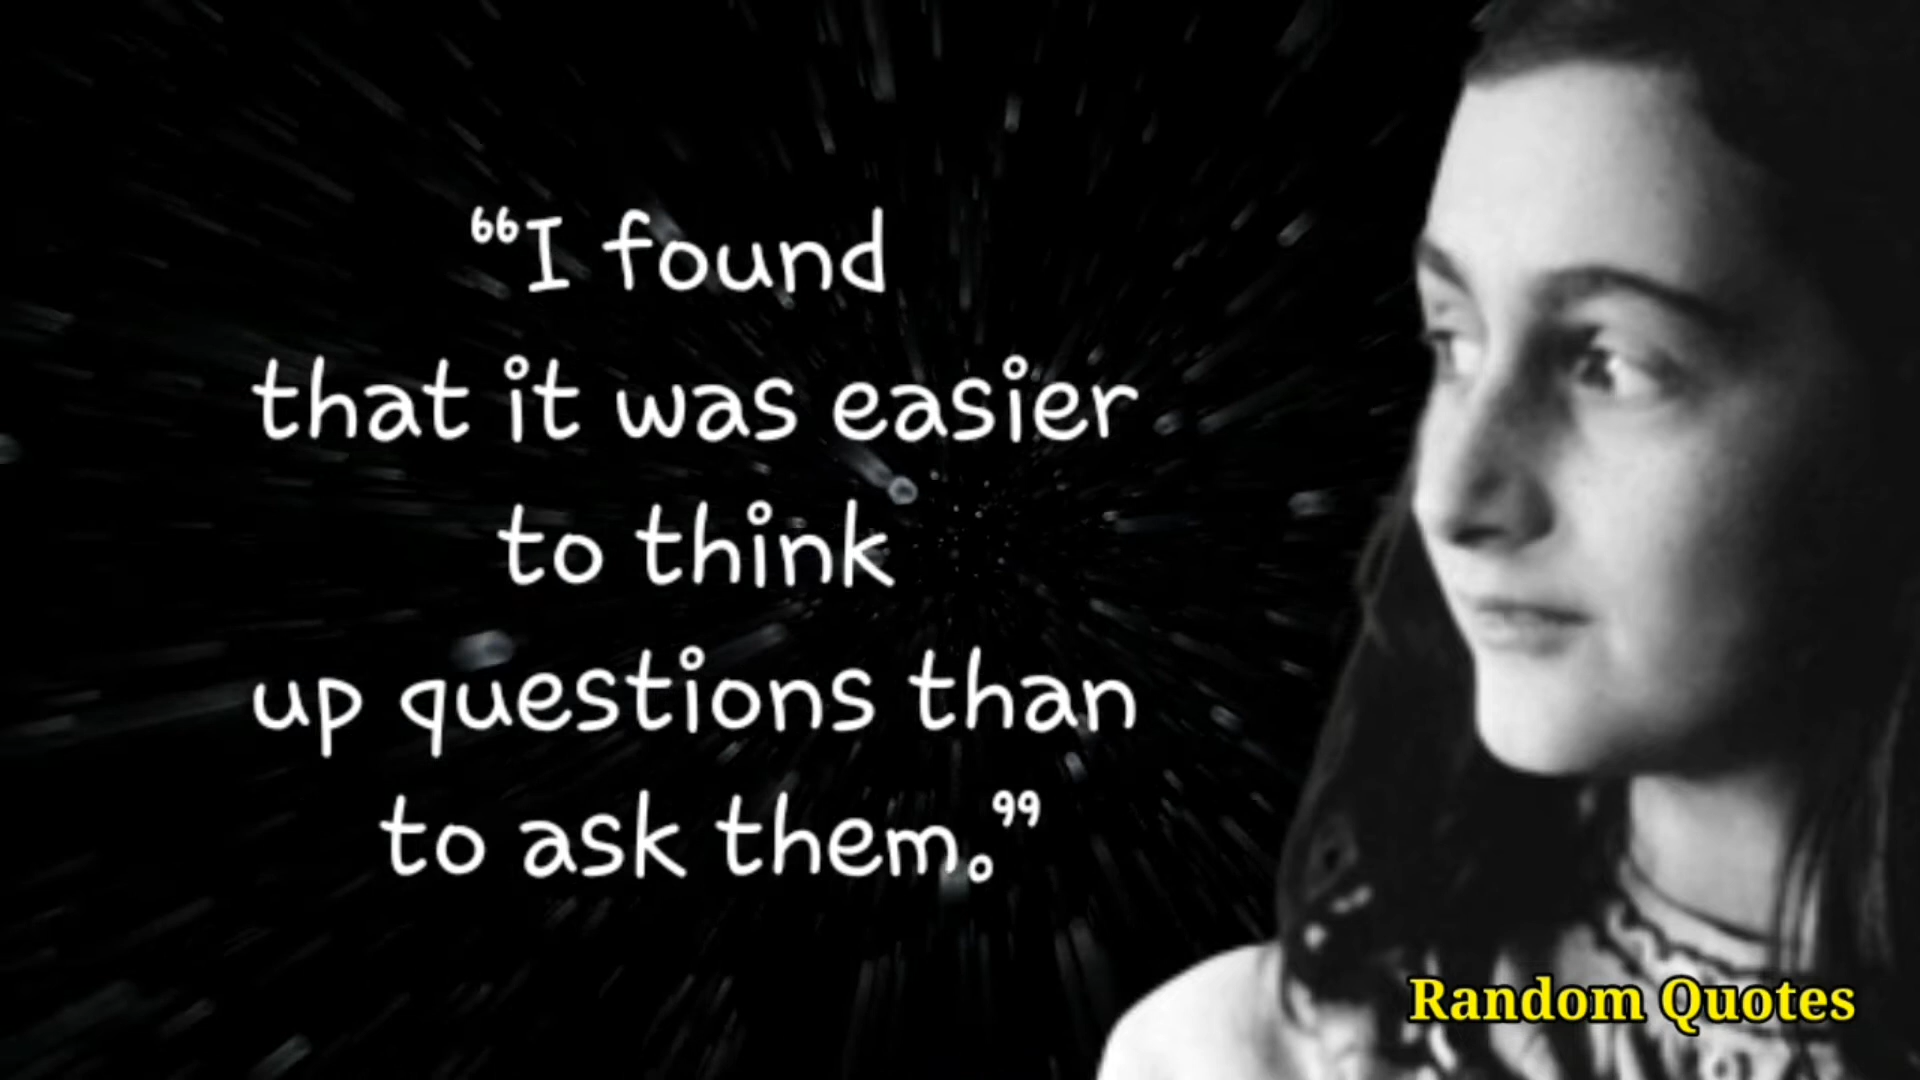 “I found
that it was easier
to think
up questions than
to ask them.”
Random Quotes